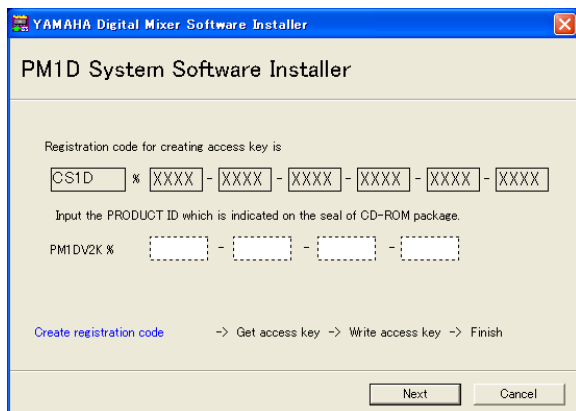 YAMAHA Digital Mixer Software Installer
PM1D System Software Installer
Registration code for creating access key is
CS1D % XXXX - XXXX - XXXX - XXXX - XXXX - XXXX
Input the PRODUCT ID which is indicated on the seal of CD-ROM package.
PM1DV2K % - - -
Create registration code -> Get access key -> Write access key -> Finish
Next Cancel